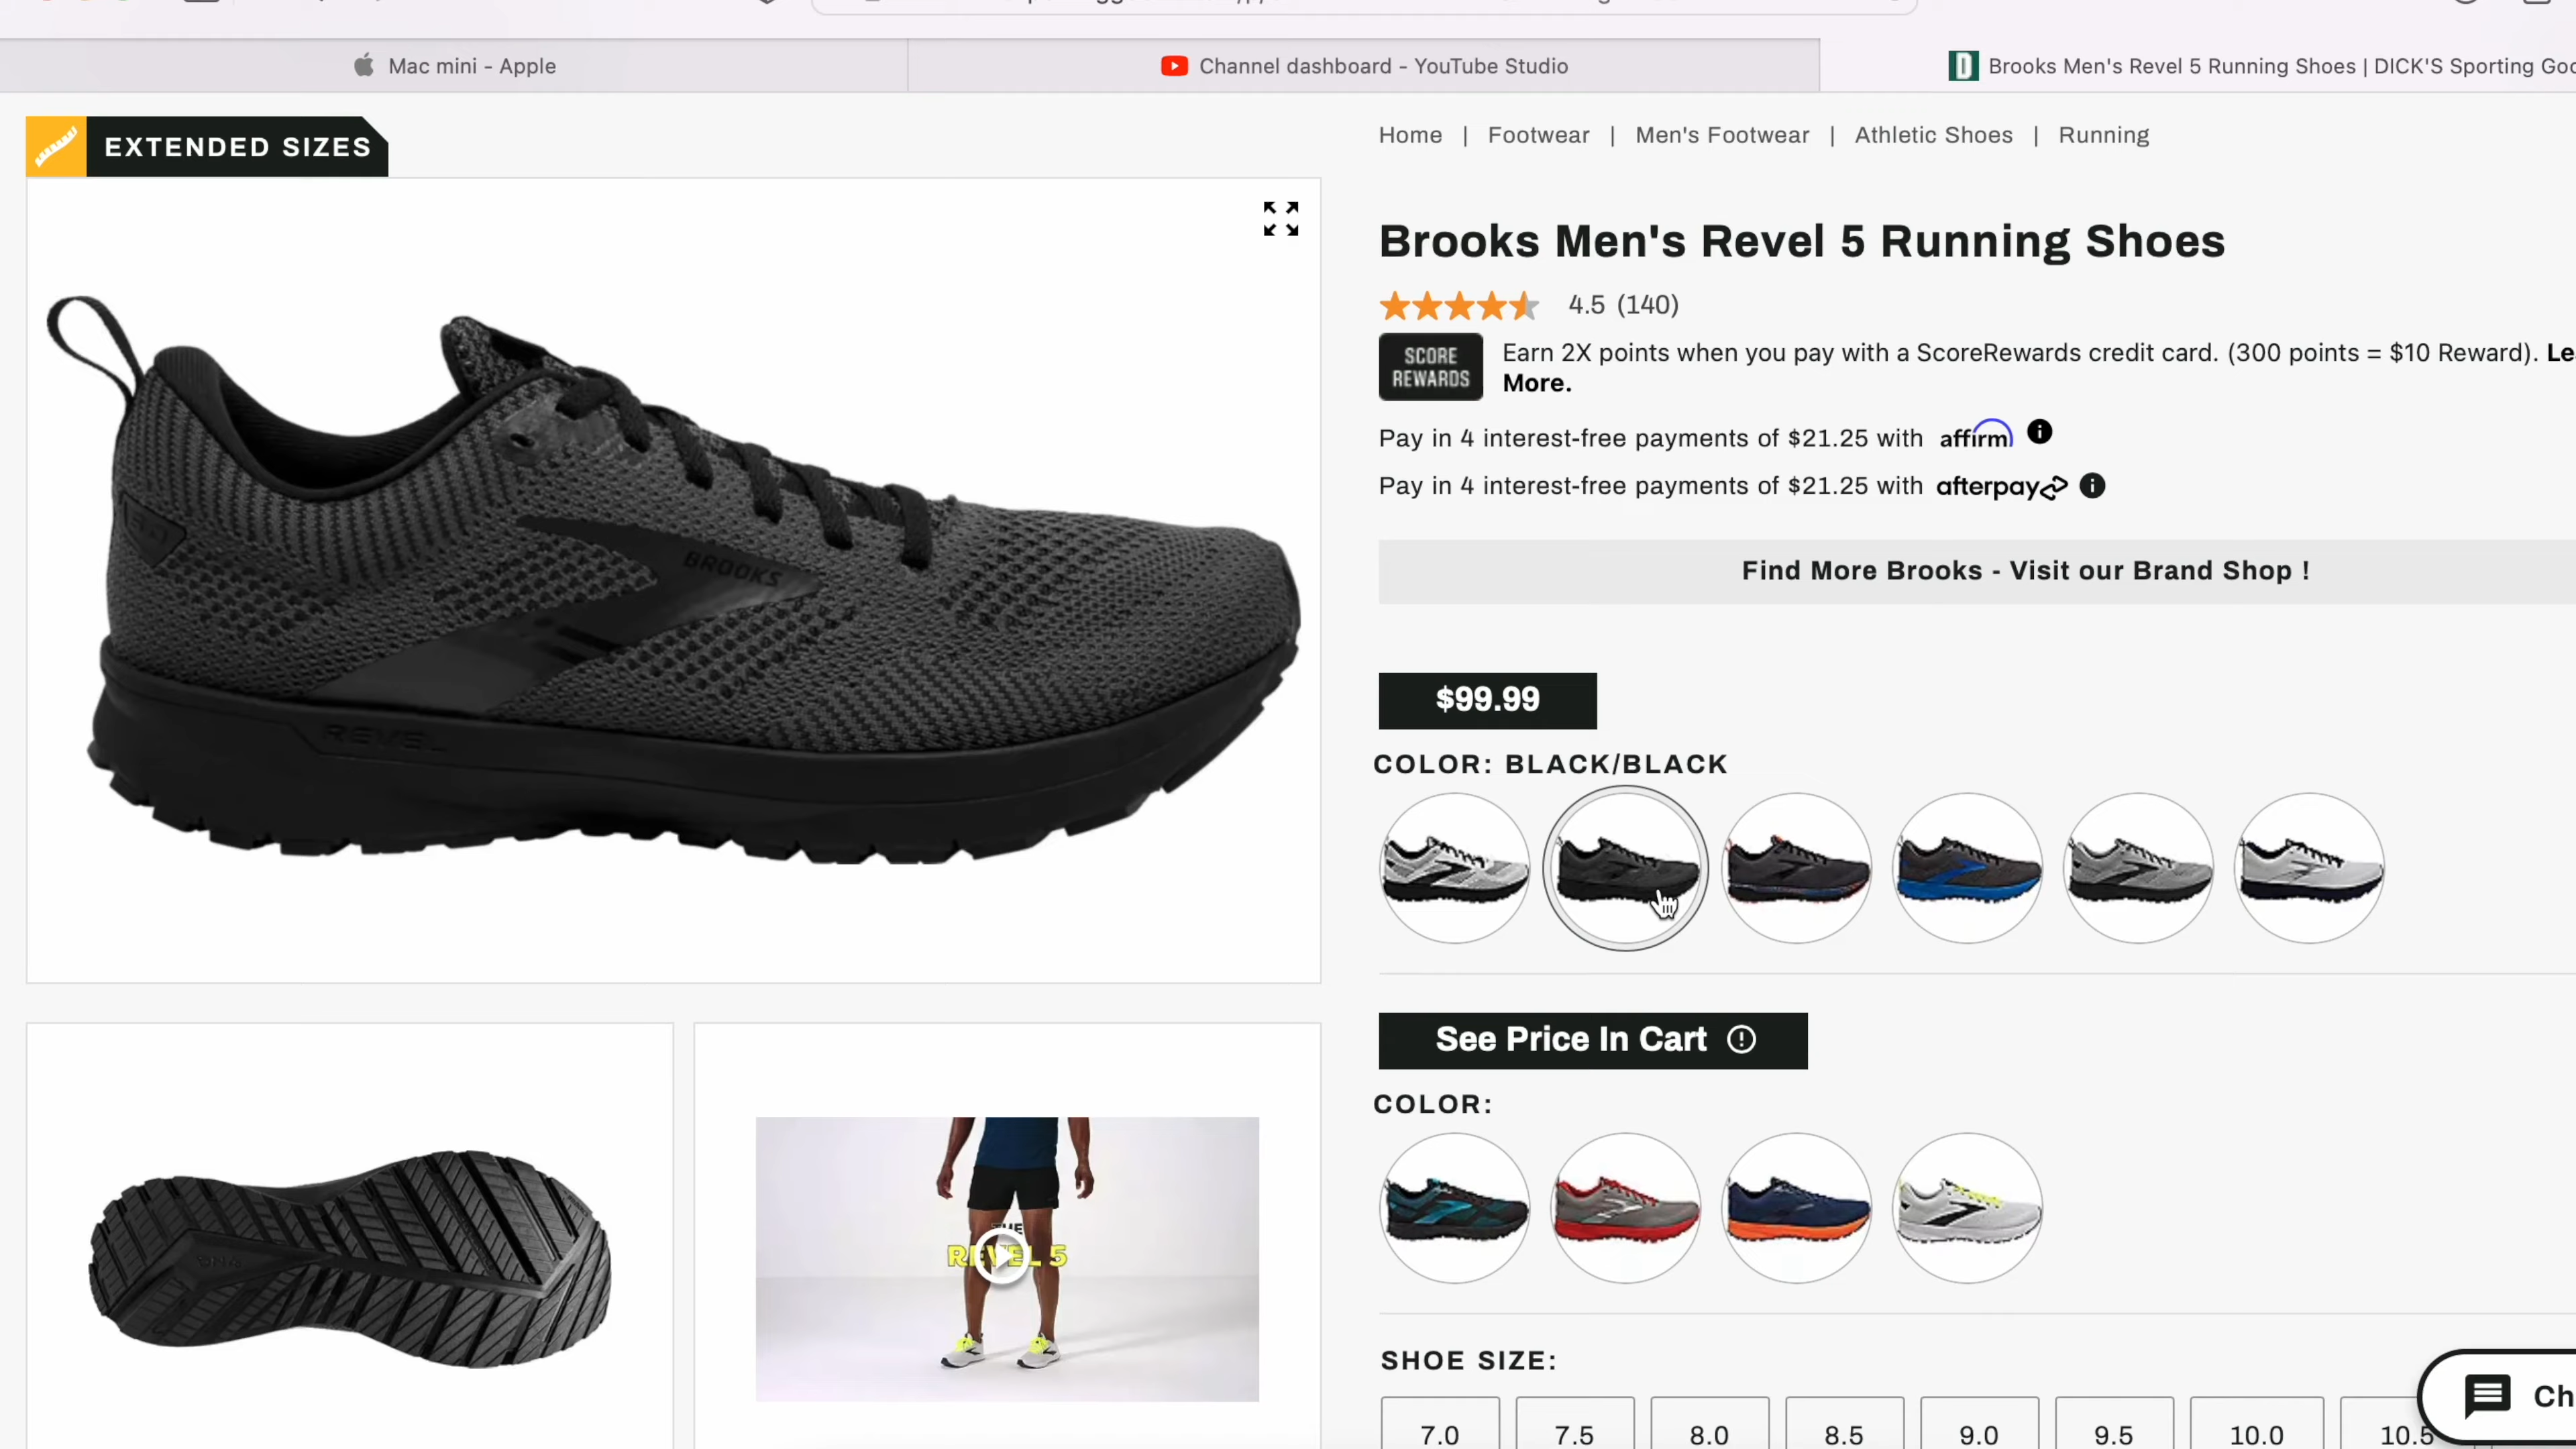 Mac mini - Apple
Channel dashboard - YouTube Studio
Brooks Men's Revel 5 Running Shoes | DICK'S Sporting Goo
EXTENDED SIZES
Home | Footwear | Men's Footwear | Athletic Shoes | Running
Brooks Men's Revel 5 Running Shoes
4.5 (140)
SCORE
REWARDS
Earn 2X points when you pay with a ScoreRewards credit card. (300 points = $10 Reward). Le
More.
Pay in 4 interest-free payments of $21.25 with affirm
Pay in 4 interest-free payments of $21.25 with afterpay
Find More Brooks - Visit our Brand Shop !
BROOKS
REVEL
$99.99
COLOR: BLACK/BLACK
See Price In Cart
COLOR:
THE
REVEL 5
SHOE SIZE:
7.0 7.5 8.0 8.5 9.0 9.5 10.0 10.5
Ch